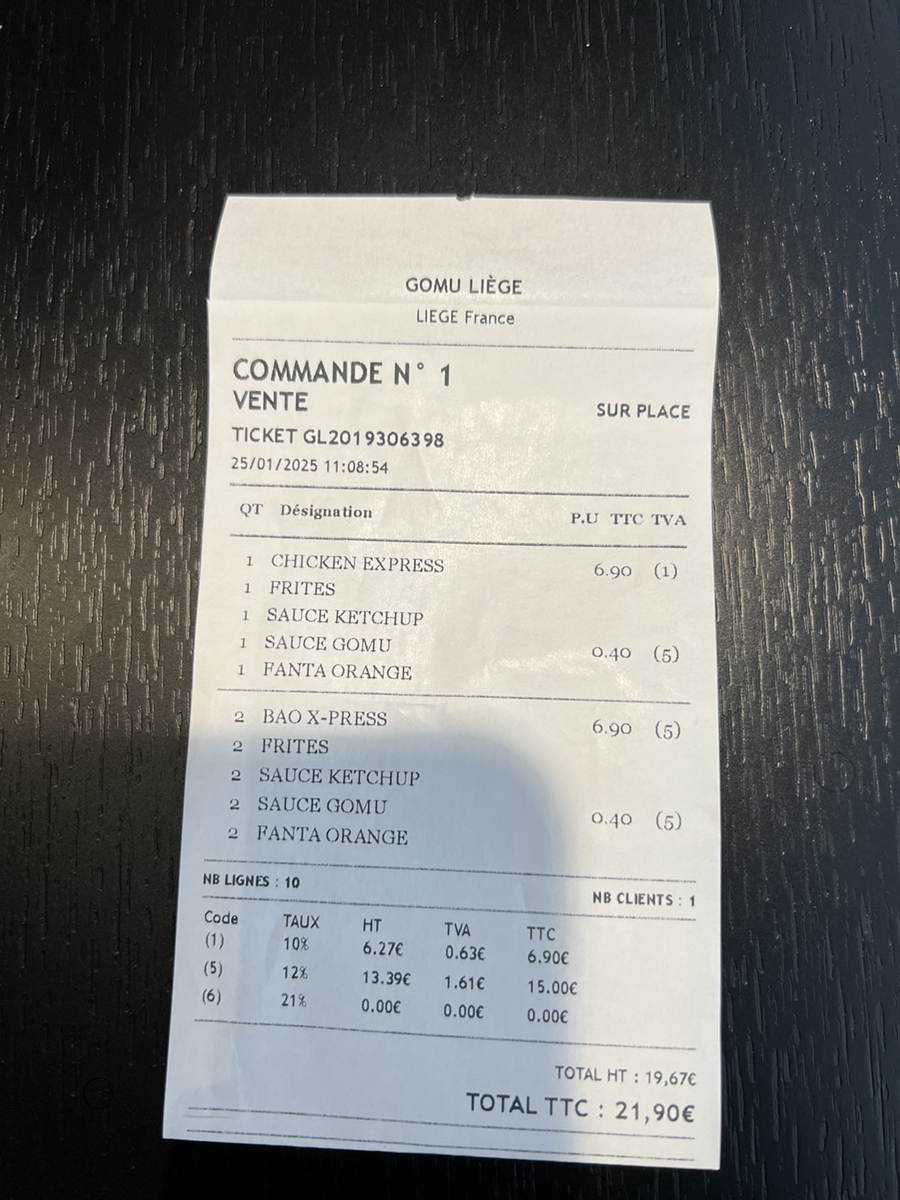 GOMU LIÈGE
LIEGE France
COMMANDE N° 1
VENTE SUR PLACE
TICKET GL2019306398
25/01/2025 11:08:54
QT Désignation P.U TTC TVA
1 CHICKEN EXPRESS 6.90 (1)
1 FRITES
1 SAUCE KETCHUP
1 SAUCE GOMU 0.40 (5)
1 FANTA ORANGE
2 BAO X-PRESS 6.90 (5)
2 FRITES
2 SAUCE KETCHUP
2 SAUCE GOMU 0.40 (5)
2 FANTA ORANGE
NB LIGNES : 10 NB CLIENTS : 1
Code TAUX HT TVA TTC
(1) 10% 6.27€ 0.63€ 6.90€
(5) 12% 13.39€ 1.61€ 15.00€
(6) 21% 0.00€ 0.00€ 0.00€
TOTAL HT : 19,67€
TOTAL TTC : 21,90€